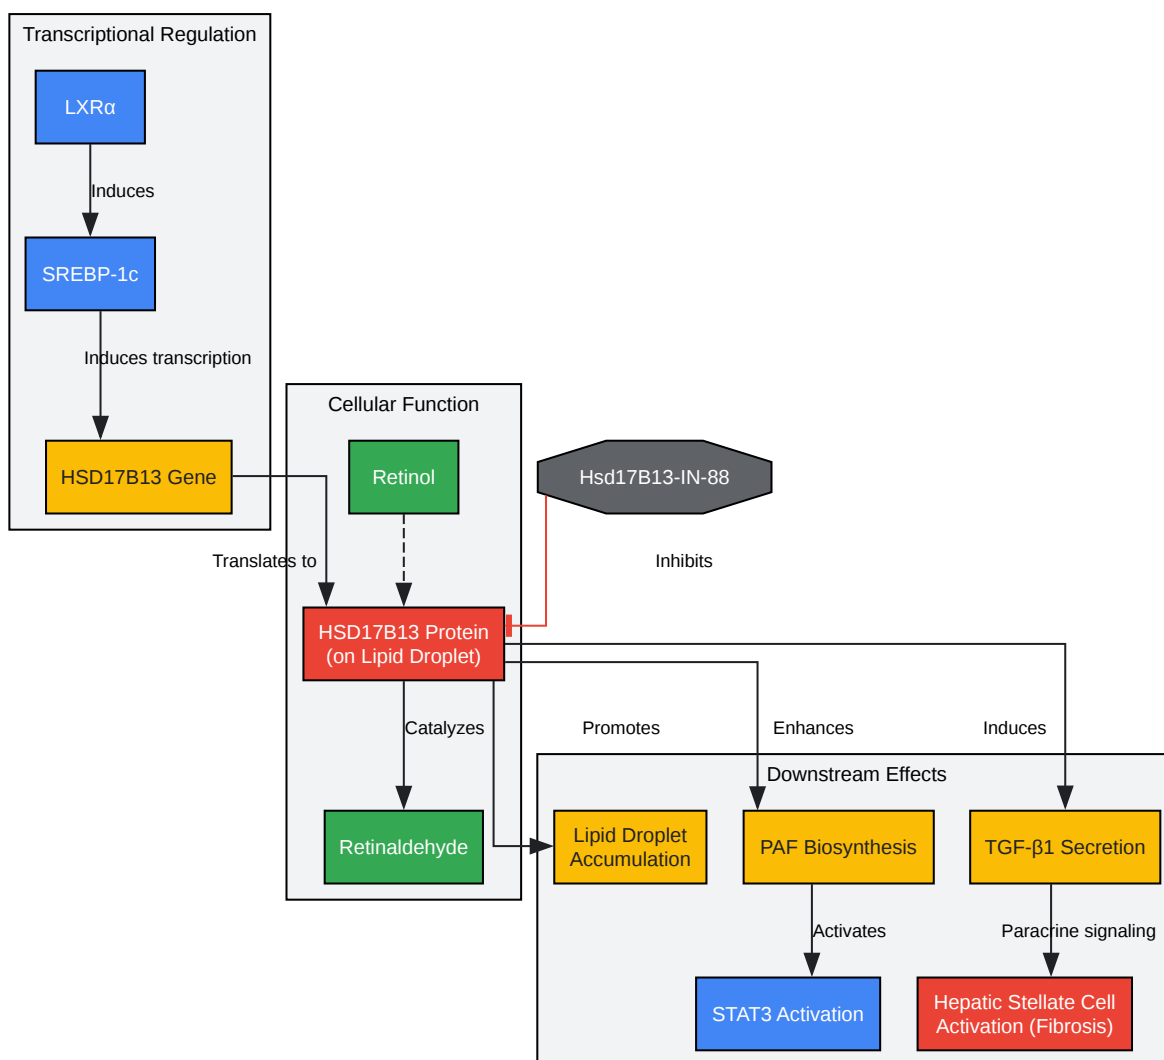 Transcriptional Regulation
LXRα
Induces
SREBP-1c
Induces transcription
HSD17B13 Gene
Cellular Function
Retinol
Hsd17B13-IN-88
Translates to
Inhibits
HSD17B13 Protein
(on Lipid Droplet)
Catalyzes
Promotes
Enhances
Induces
Downstream Effects
Retinaldehyde
Lipid Droplet
Accumulation
PAF Biosynthesis
TGF-β1 Secretion
Activates
Paracrine signaling
STAT3 Activation
Hepatic Stellate Cell
Activation (Fibrosis)